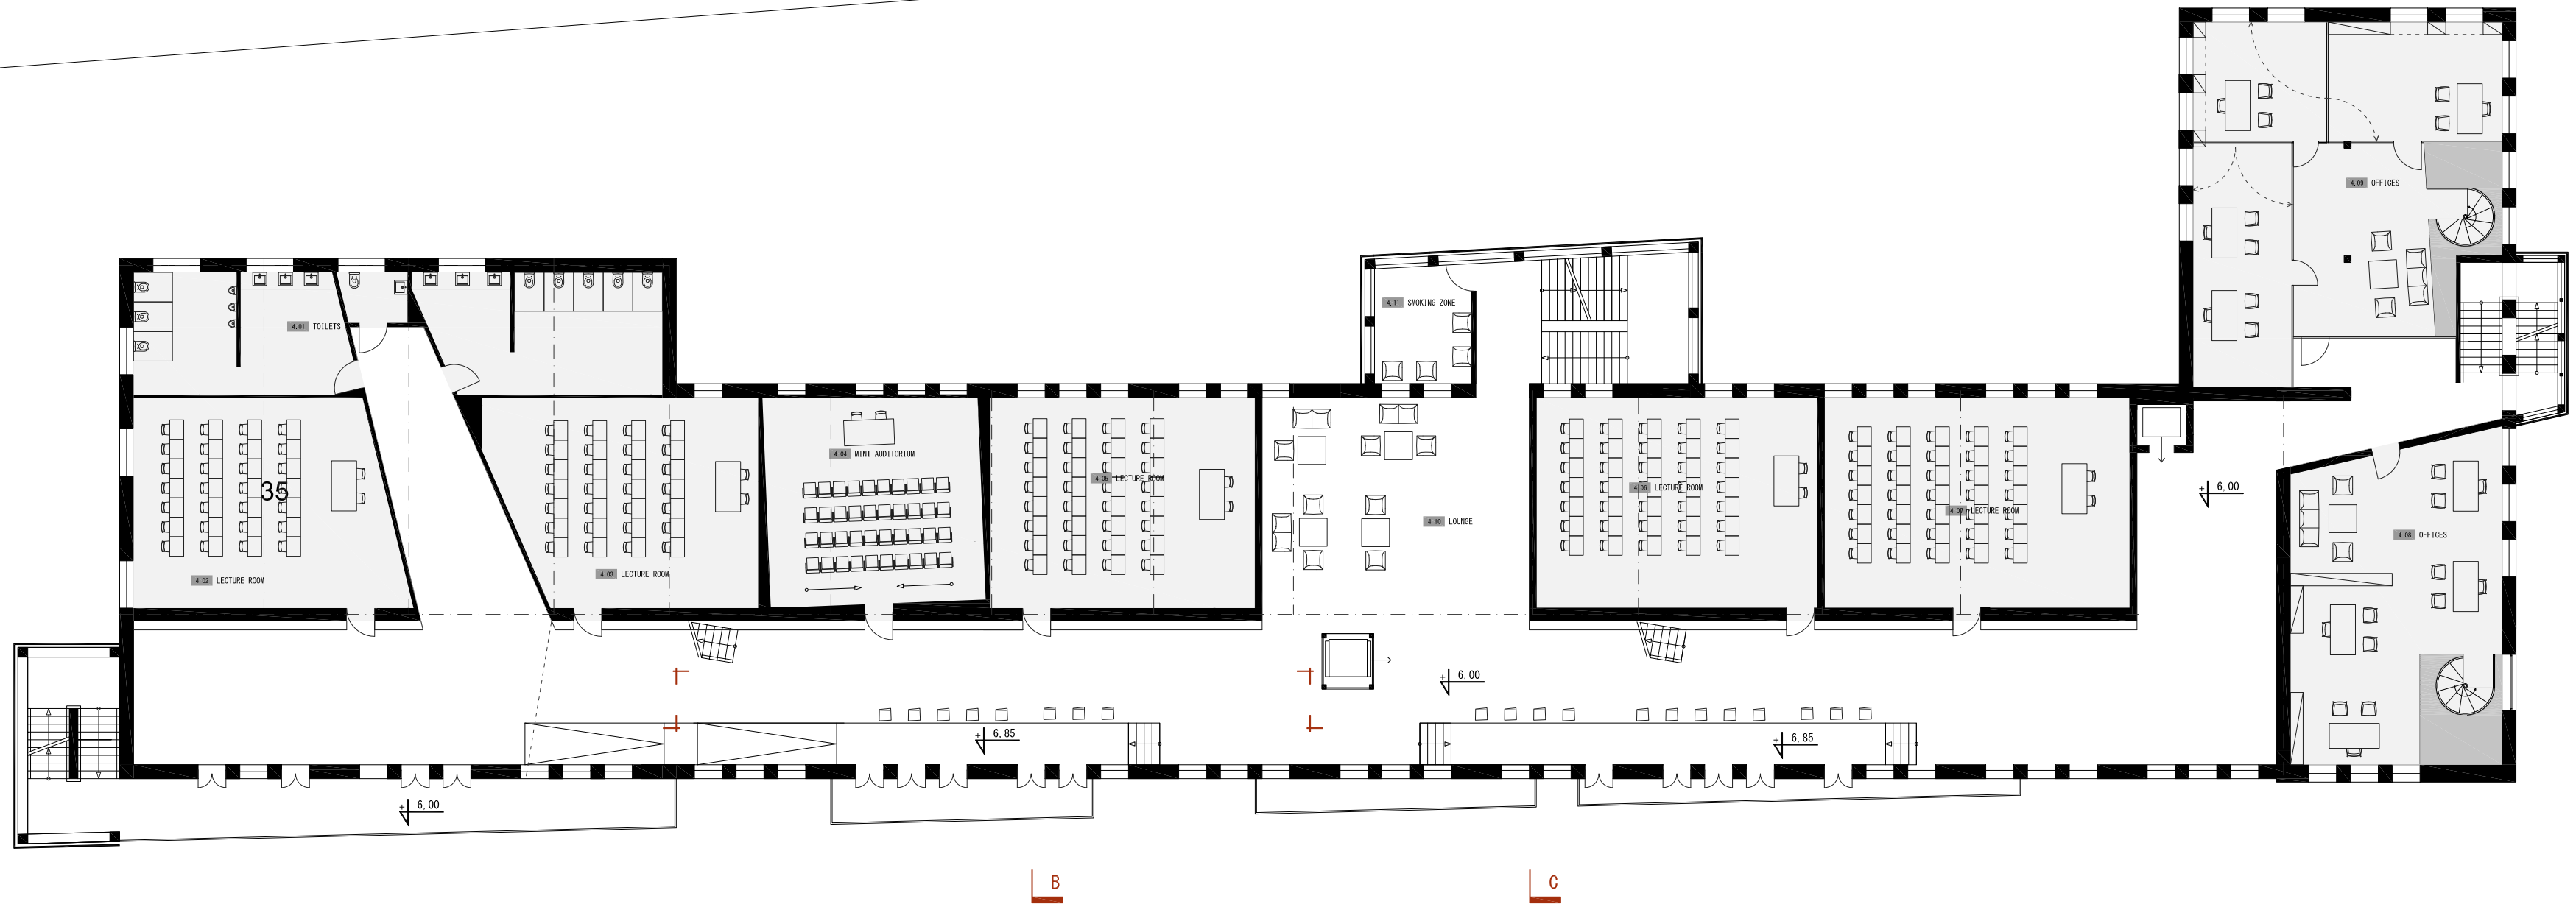 4.09 OFFICES
4.11 SMOKING ZONE
4.01 TOILETS
4.04 MINI AUDITORIUM
4.05 LECTURE ROOM
4.06 LECTURE ROOM
35
+ 6,00
4.07 LECTURE ROOM
4.10 LOUNGE
4.08 OFFICES
4.03 LECTURE ROOM
4.02 LECTURE ROOM
+ 6,00
+ 6,85
+ 6,85
+ 6,00
B
C